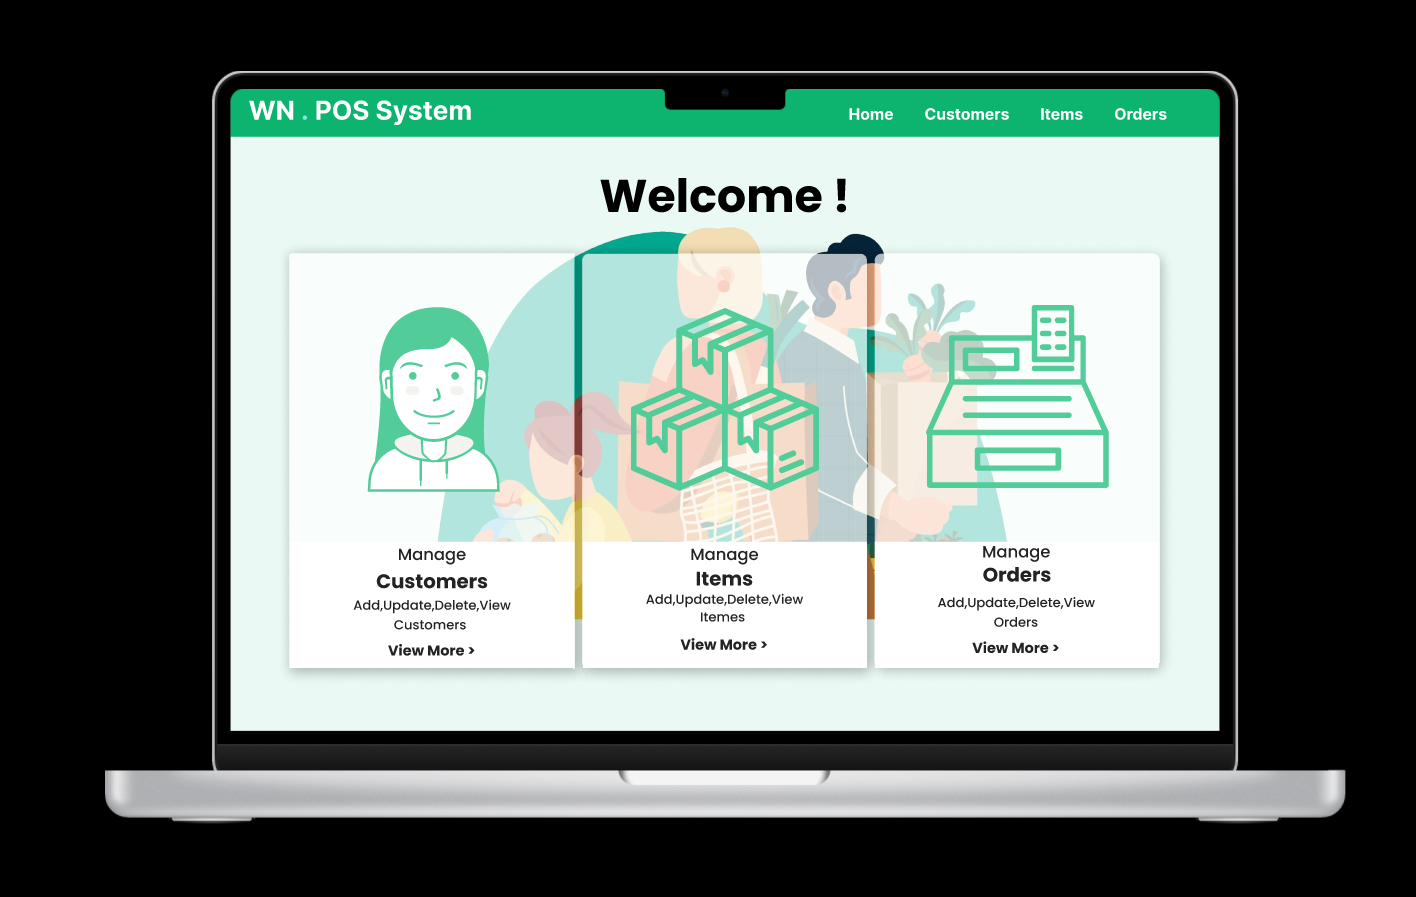 WN . POS System
Home Customers Items Orders
Welcome !
Manage
Customers
Add,Update,Delete,View
Customers
View More >
Manage
Items
Add,Update,Delete,View
Itemes
View More >
Manage
Orders
Add,Update,Delete,View
Orders
View More >